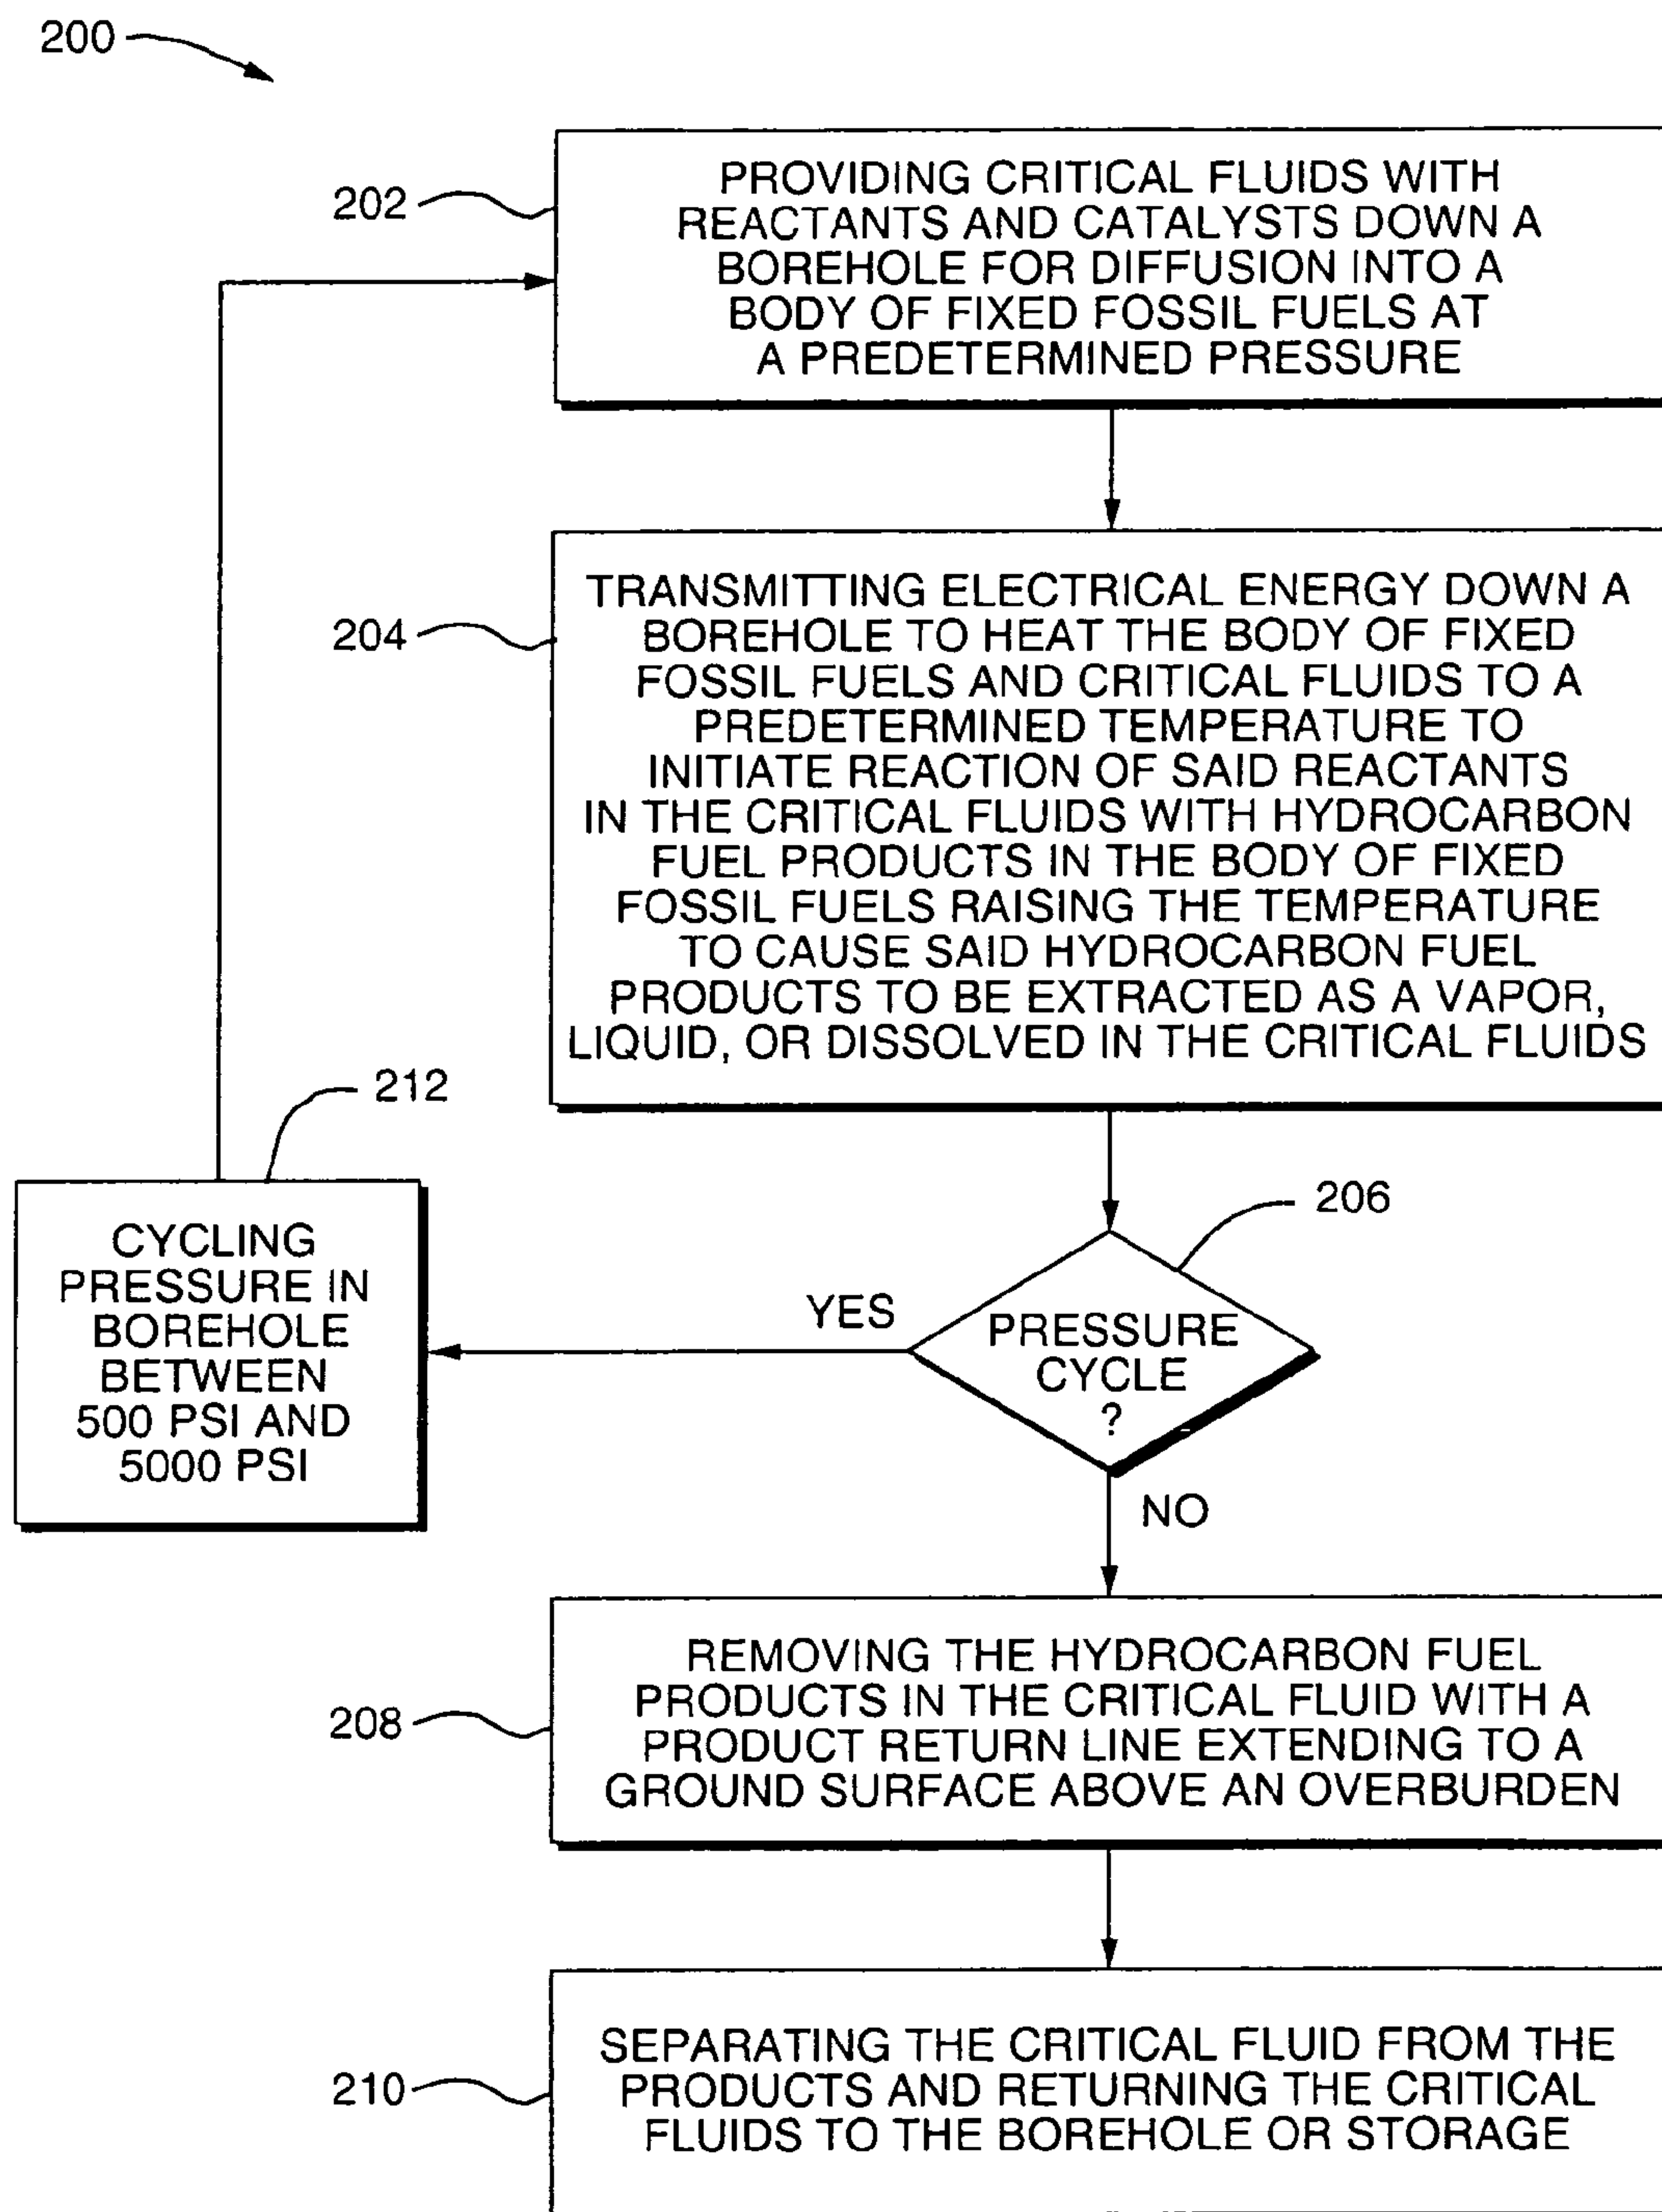 200
202
PROVIDING CRITICAL FLUIDS WITH
REACTANTS AND CATALYSTS DOWN A
BOREHOLE FOR DIFFUSION INTO A
BODY OF FIXED FOSSIL FUELS AT
A PREDETERMINED PRESSURE
204
TRANSMITTING ELECTRICAL ENERGY DOWN A
BOREHOLE TO HEAT THE BODY OF FIXED
FOSSIL FUELS AND CRITICAL FLUIDS TO A
PREDETERMINED TEMPERATURE TO
INITIATE REACTION OF SAID REACTANTS
IN THE CRITICAL FLUIDS WITH HYDROCARBON
FUEL PRODUCTS IN THE BODY OF FIXED
FOSSIL FUELS RAISING THE TEMPERATURE
TO CAUSE SAID HYDROCARBON FUEL
PRODUCTS TO BE EXTRACTED AS A VAPOR,
LIQUID, OR DISSOLVED IN THE CRITICAL FLUIDS
212
CYCLING
PRESSURE IN
BOREHOLE
BETWEEN
500 PSI AND
5000 PSI
206
YES
PRESSURE
CYCLE
?
NO
208
REMOVING THE HYDROCARBON FUEL
PRODUCTS IN THE CRITICAL FLUID WITH A
PRODUCT RETURN LINE EXTENDING TO A
GROUND SURFACE ABOVE AN OVERBURDEN
210
SEPARATING THE CRITICAL FLUID FROM THE
PRODUCTS AND RETURNING THE CRITICAL
FLUIDS TO THE BOREHOLE OR STORAGE